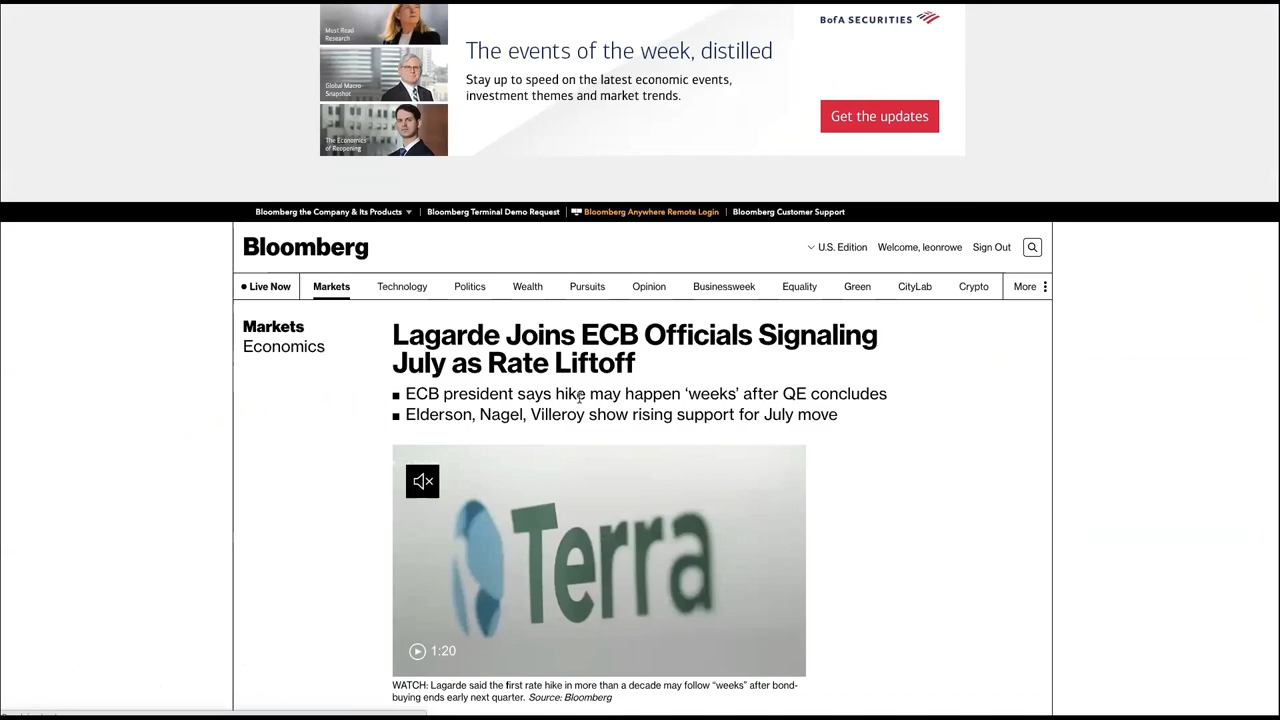 Must Read
Research
Global Macro
Snapshot
The Economics
of Reopening
The events of the week, distilled
Stay up to speed on the latest economic events,
investment themes and market trends.
BofA SECURITIES
Get the updates
Bloomberg the Company & Its Products
Bloomberg Terminal Demo Request
Bloomberg Anywhere Remote Login
Bloomberg Customer Support
Bloomberg
U.S. Edition
Welcome, leonrowe
Sign Out
Live Now
Markets
Technology
Politics
Wealth
Pursuits
Opinion
Businessweek
Equality
Green
CityLab
Crypto
More
Markets
Economics
Lagarde Joins ECB Officials Signaling
July as Rate Liftoff
ECB president says hike may happen ‘weeks’ after QE concludes
Elderson, Nagel, Villeroy show rising support for July move
Terra
1:20
WATCH: Lagarde said the first rate hike in more than a decade may follow “weeks” after bond-
buying ends early next quarter. Source: Bloomberg